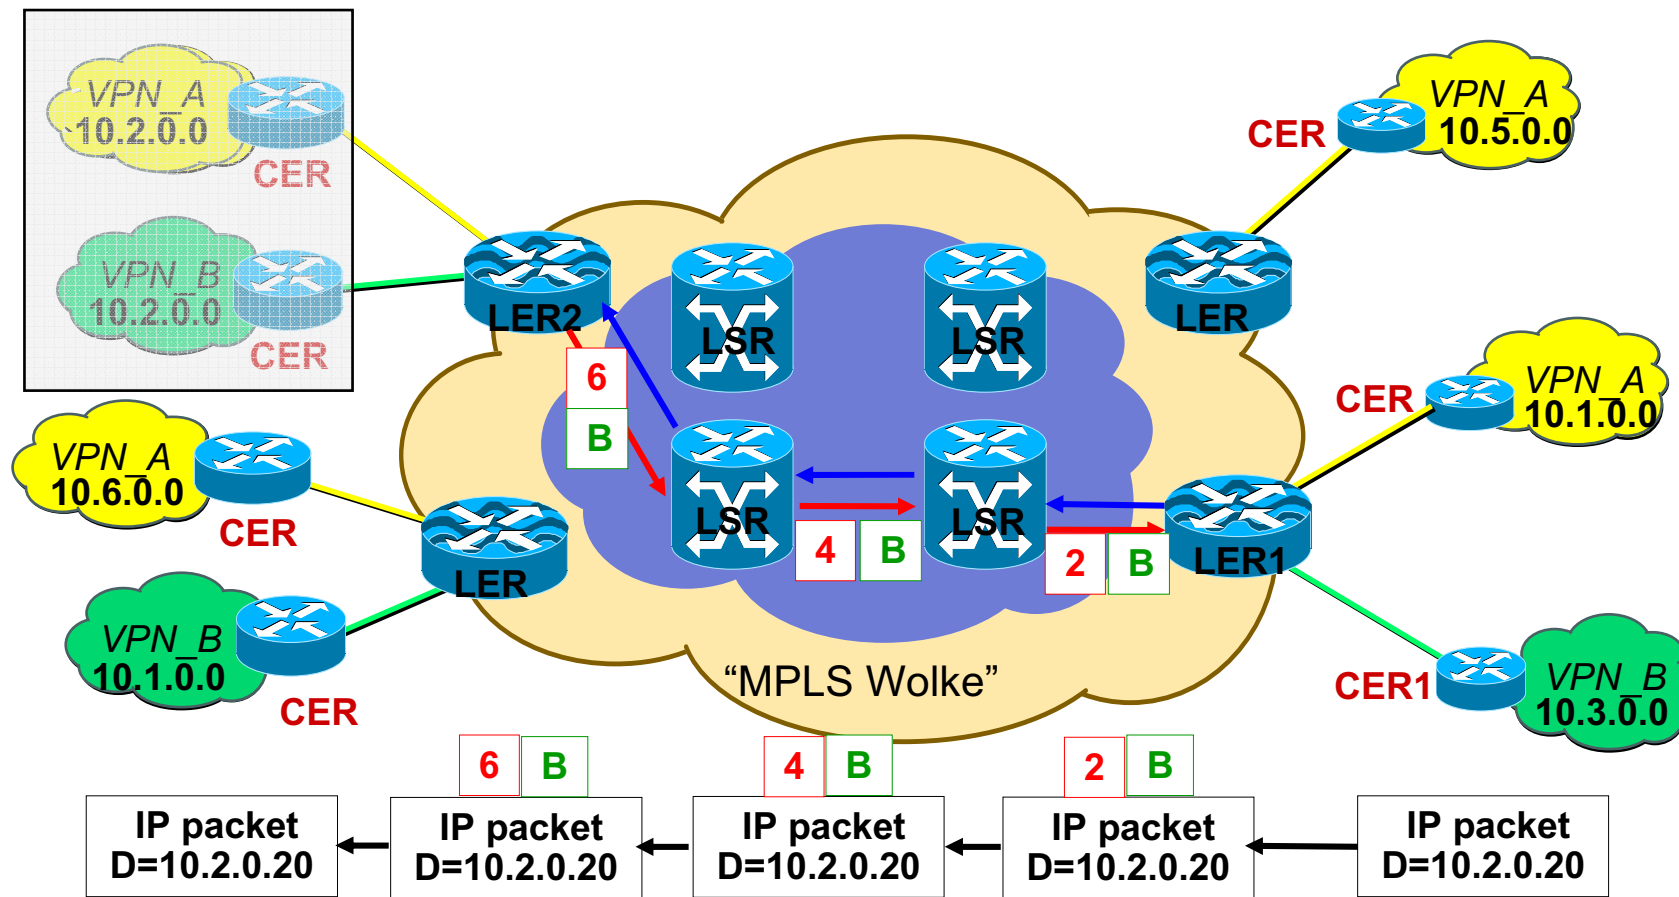 VPN_A
10.2.0.0
CER
VPN_B
10.2.0.0
CER
VPN_A
10.5.0.0
CER
LER2
LSR
LSR
LER
6
B
VPN_A
10.1.0.0
CER
VPN_A
10.6.0.0
CER
LER
LSR
4
B
LSR
2
B
LER1
VPN_B
10.1.0.0
CER
“MPLS Wolke”
CER1
VPN_B
10.3.0.0
6 B
4 B
2 B
IP packet
D=10.2.0.20
IP packet
D=10.2.0.20
IP packet
D=10.2.0.20
IP packet
D=10.2.0.20
IP packet
D=10.2.0.20